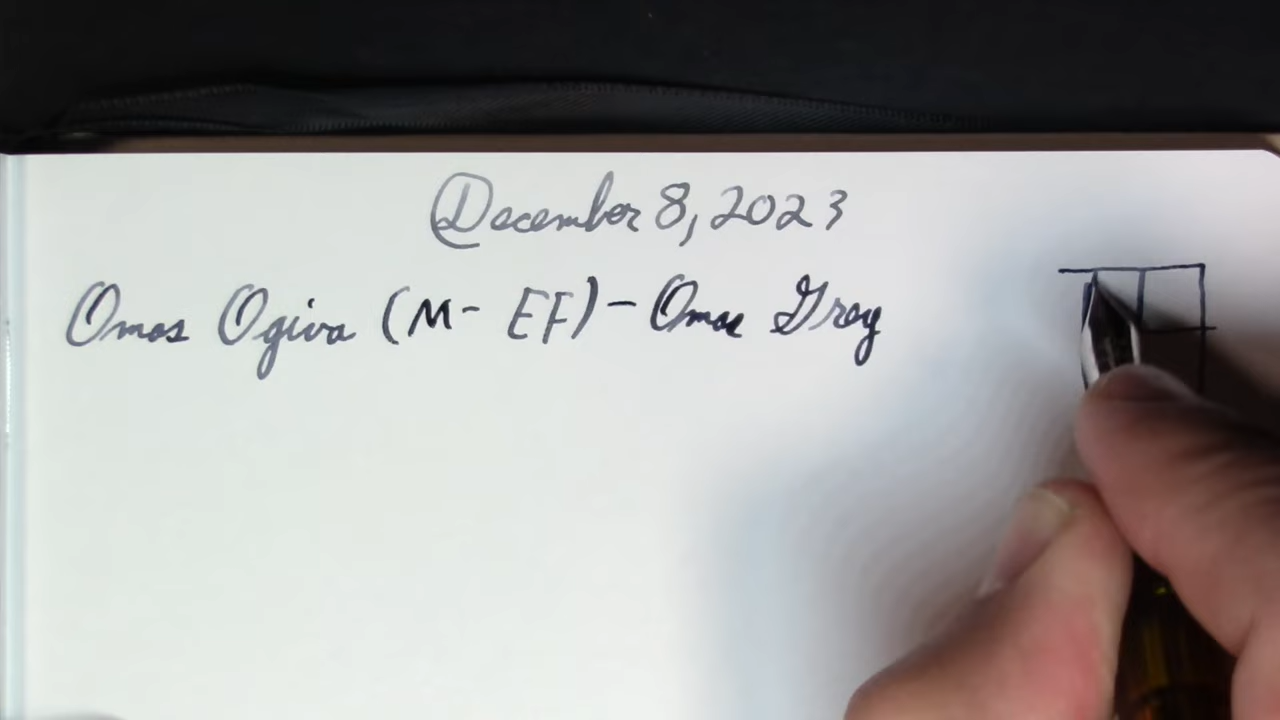 December 8, 2023
Omas Ogiva (M- EF) - Omas Grey